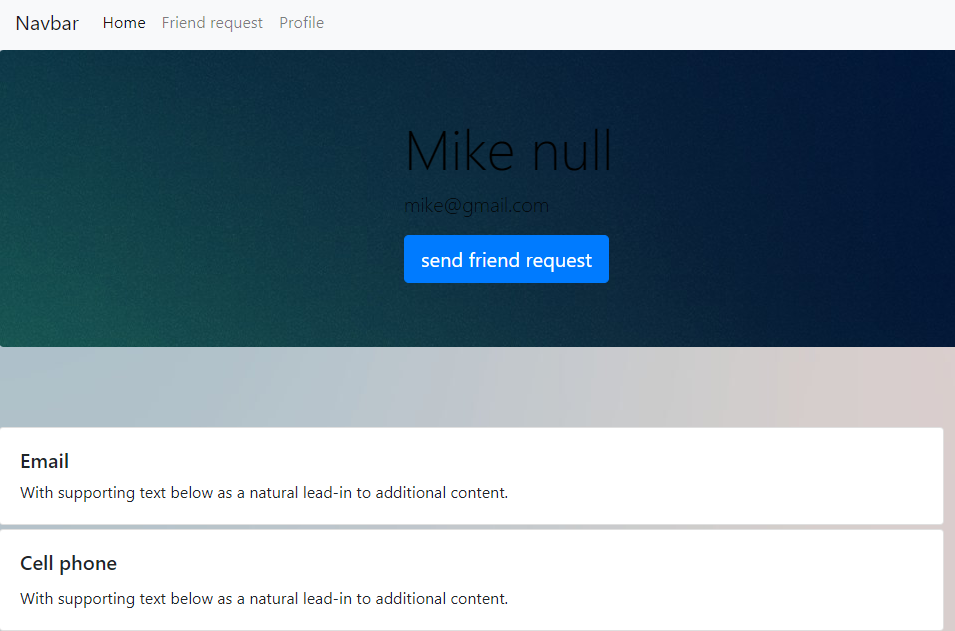 Navbar Home Friend request Profile
Mike null
mike@gmail.com
send friend request
Email
With supporting text below as a natural lead-in to additional content.
Cell phone
With supporting text below as a natural lead-in to additional content.